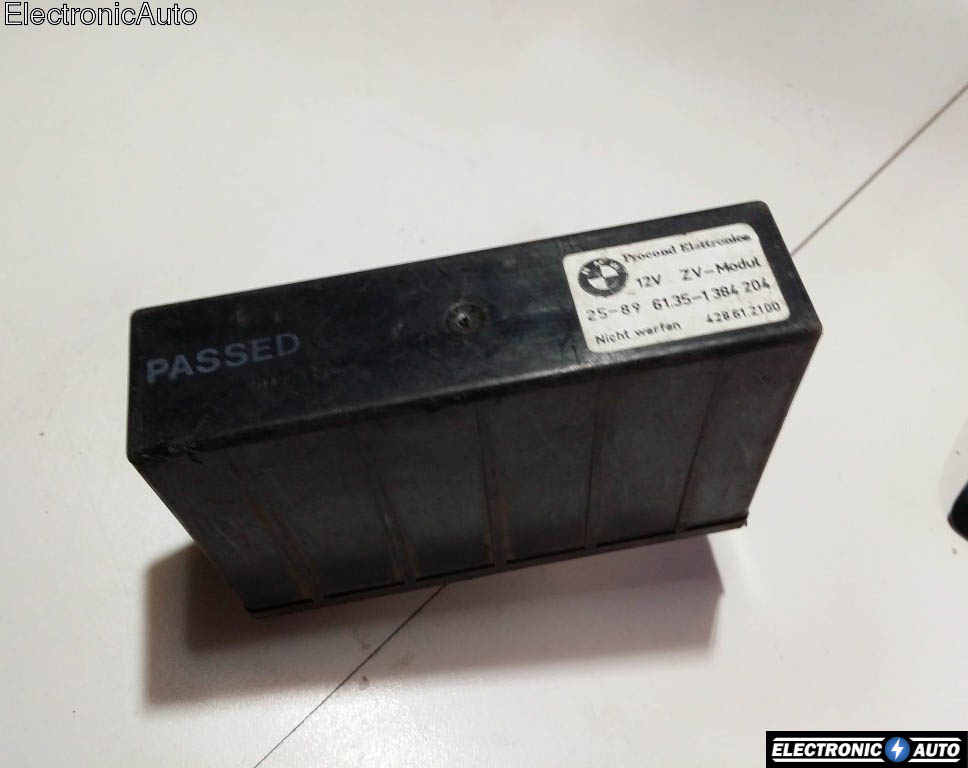 ElectronicAuto
Procond Elettronica
12V ZV-Modul
25-89 61.35-1 384 204
Nicht werfen 428.61.2100
PASSED
ELECTRONIC AUTO